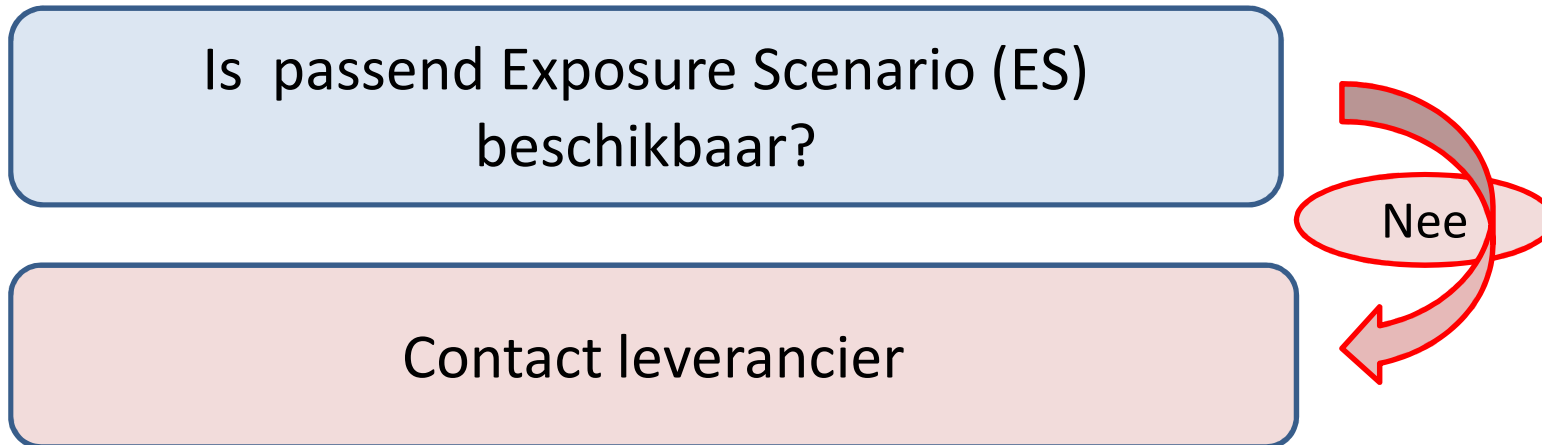 Is  passend Exposure Scenario (ES)
beschikbaar?
Nee
Contact leverancier